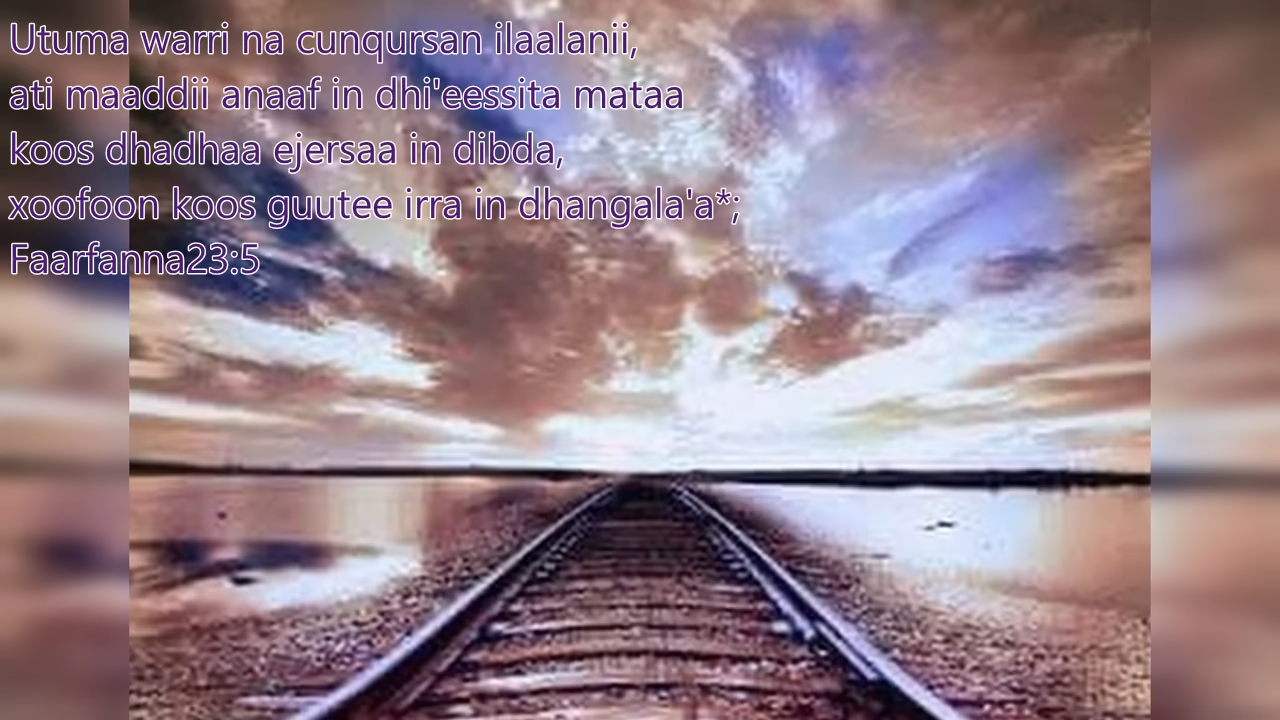 Utuma warri na cunqursan ilaalanii,
ati maaddii anaaf in dhi'eessita mataa
koos dhadhaa ejersaa in dibda,
xoofoon koos guutee irra in dhangala'a*;
Faarfanna23:5